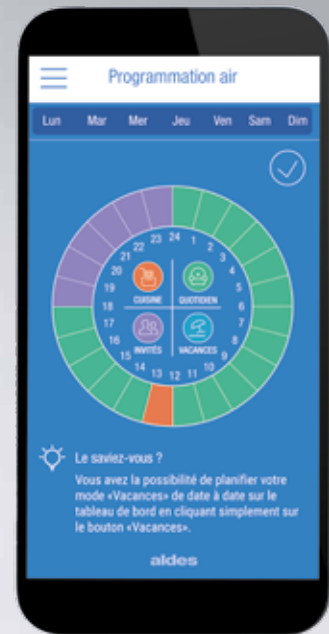 Programmation air
Lun Mar Mer Jeu Ven Sam Dim
24
1
2
3
4
5
6
7
8
9
10
11
12
13
14
15
16
17
18
19
20
21
22
23
CUISINE
QUOTIDIEN
INVITÉS
VACANCES
Le saviez-vous ?
Vous avez la possibilité de planifier votre
mode «Vacances» de date à date sur le
tableau de bord en cliquant simplement sur
le bouton «Vacances».
aldes